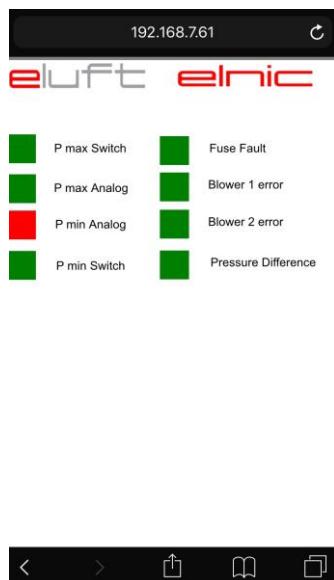 192.168.7.61
eluft elnic
P max Switch
Fuse Fault
P max Analog
Blower 1 error
P min Analog
Blower 2 error
P min Switch
Pressure Difference